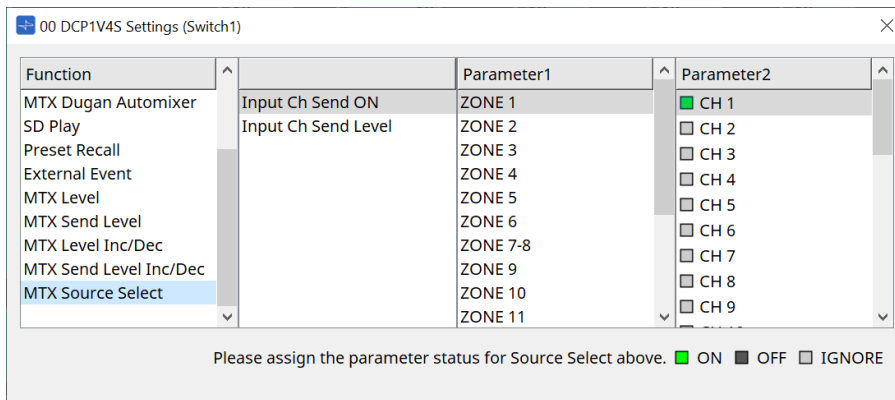 00 DCP1V4S Settings (Switch1)
Function
MTX Dugan Automixer
SD Play
Preset Recall
External Event
MTX Level
MTX Send Level
MTX Level Inc/Dec
MTX Send Level Inc/Dec
MTX Source Select
Input Ch Send ON
Input Ch Send Level
Parameter1
ZONE 1
ZONE 2
ZONE 3
ZONE 4
ZONE 5
ZONE 6
ZONE 7-8
ZONE 9
ZONE 10
ZONE 11
Parameter2
CH 1
CH 2
CH 3
CH 4
CH 5
CH 6
CH 7
CH 8
CH 9
Please assign the parameter status for Source Select above. ON OFF IGNORE